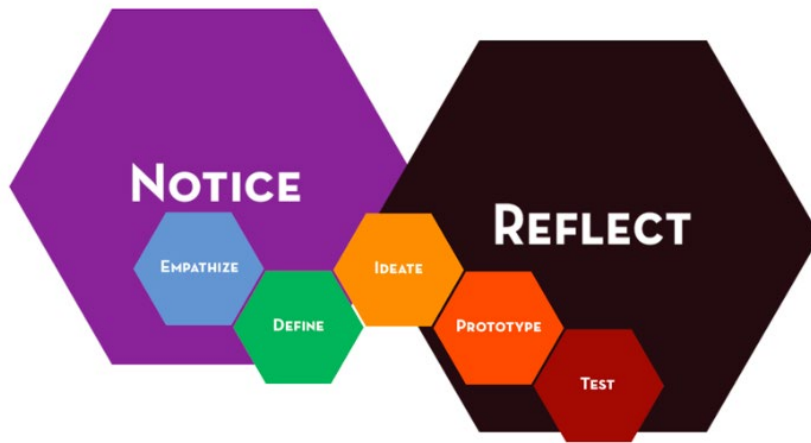 Notice
Reflect
Empathize
Define
Ideate
Prototype
Test